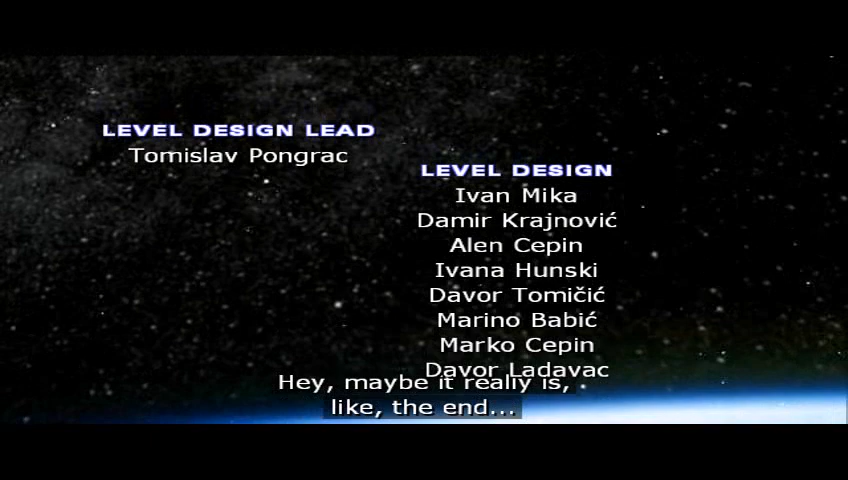 LEVEL DESIGN LEAD
Tomislav Pongrac
LEVEL DESIGN
Ivan Mika
Damir Krajnović
Alen Cepin
Ivana Hunski
Davor Tomičić
Marino Babić
Marko Cepin
Davor Ladavac
Hey, maybe it really is,
like, the end...